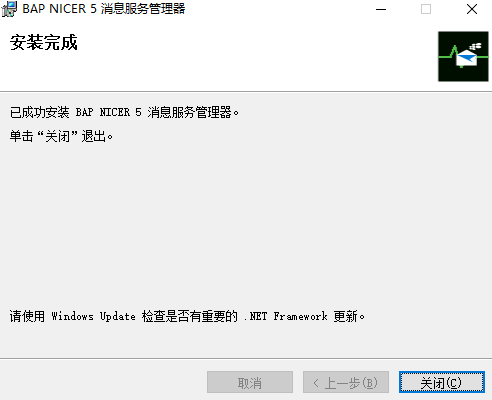 BAP NICER 5 消息服务管理器
安装完成
已成功安装 BAP NICER 5 消息服务管理器。
单击“关闭”退出。
请使用 Windows Update 检查是否有重要的 .NET Framework 更新。
取消
< 上一步(B)
关闭(C)